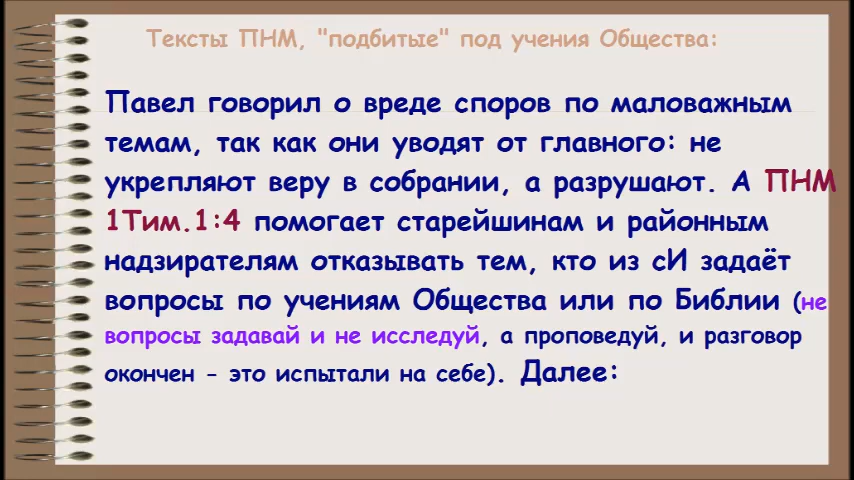 Тексты ПНМ, "подбитые" под учения Общества:
Павел говорил о вреде споров по маловажным
темам, так как они уводят от главного: не
укрепляют веру в собрании, а разрушают. А ПНМ
1Тим.1:4 помогает старейшинам и районным
надзирателям отказывать тем, кто из сИ задаёт
вопросы по учениям Общества или по Библии (не
вопросы задавай и не исследуй, а проповедуй, и разговор
окончен - это испытали на себе). Далее: